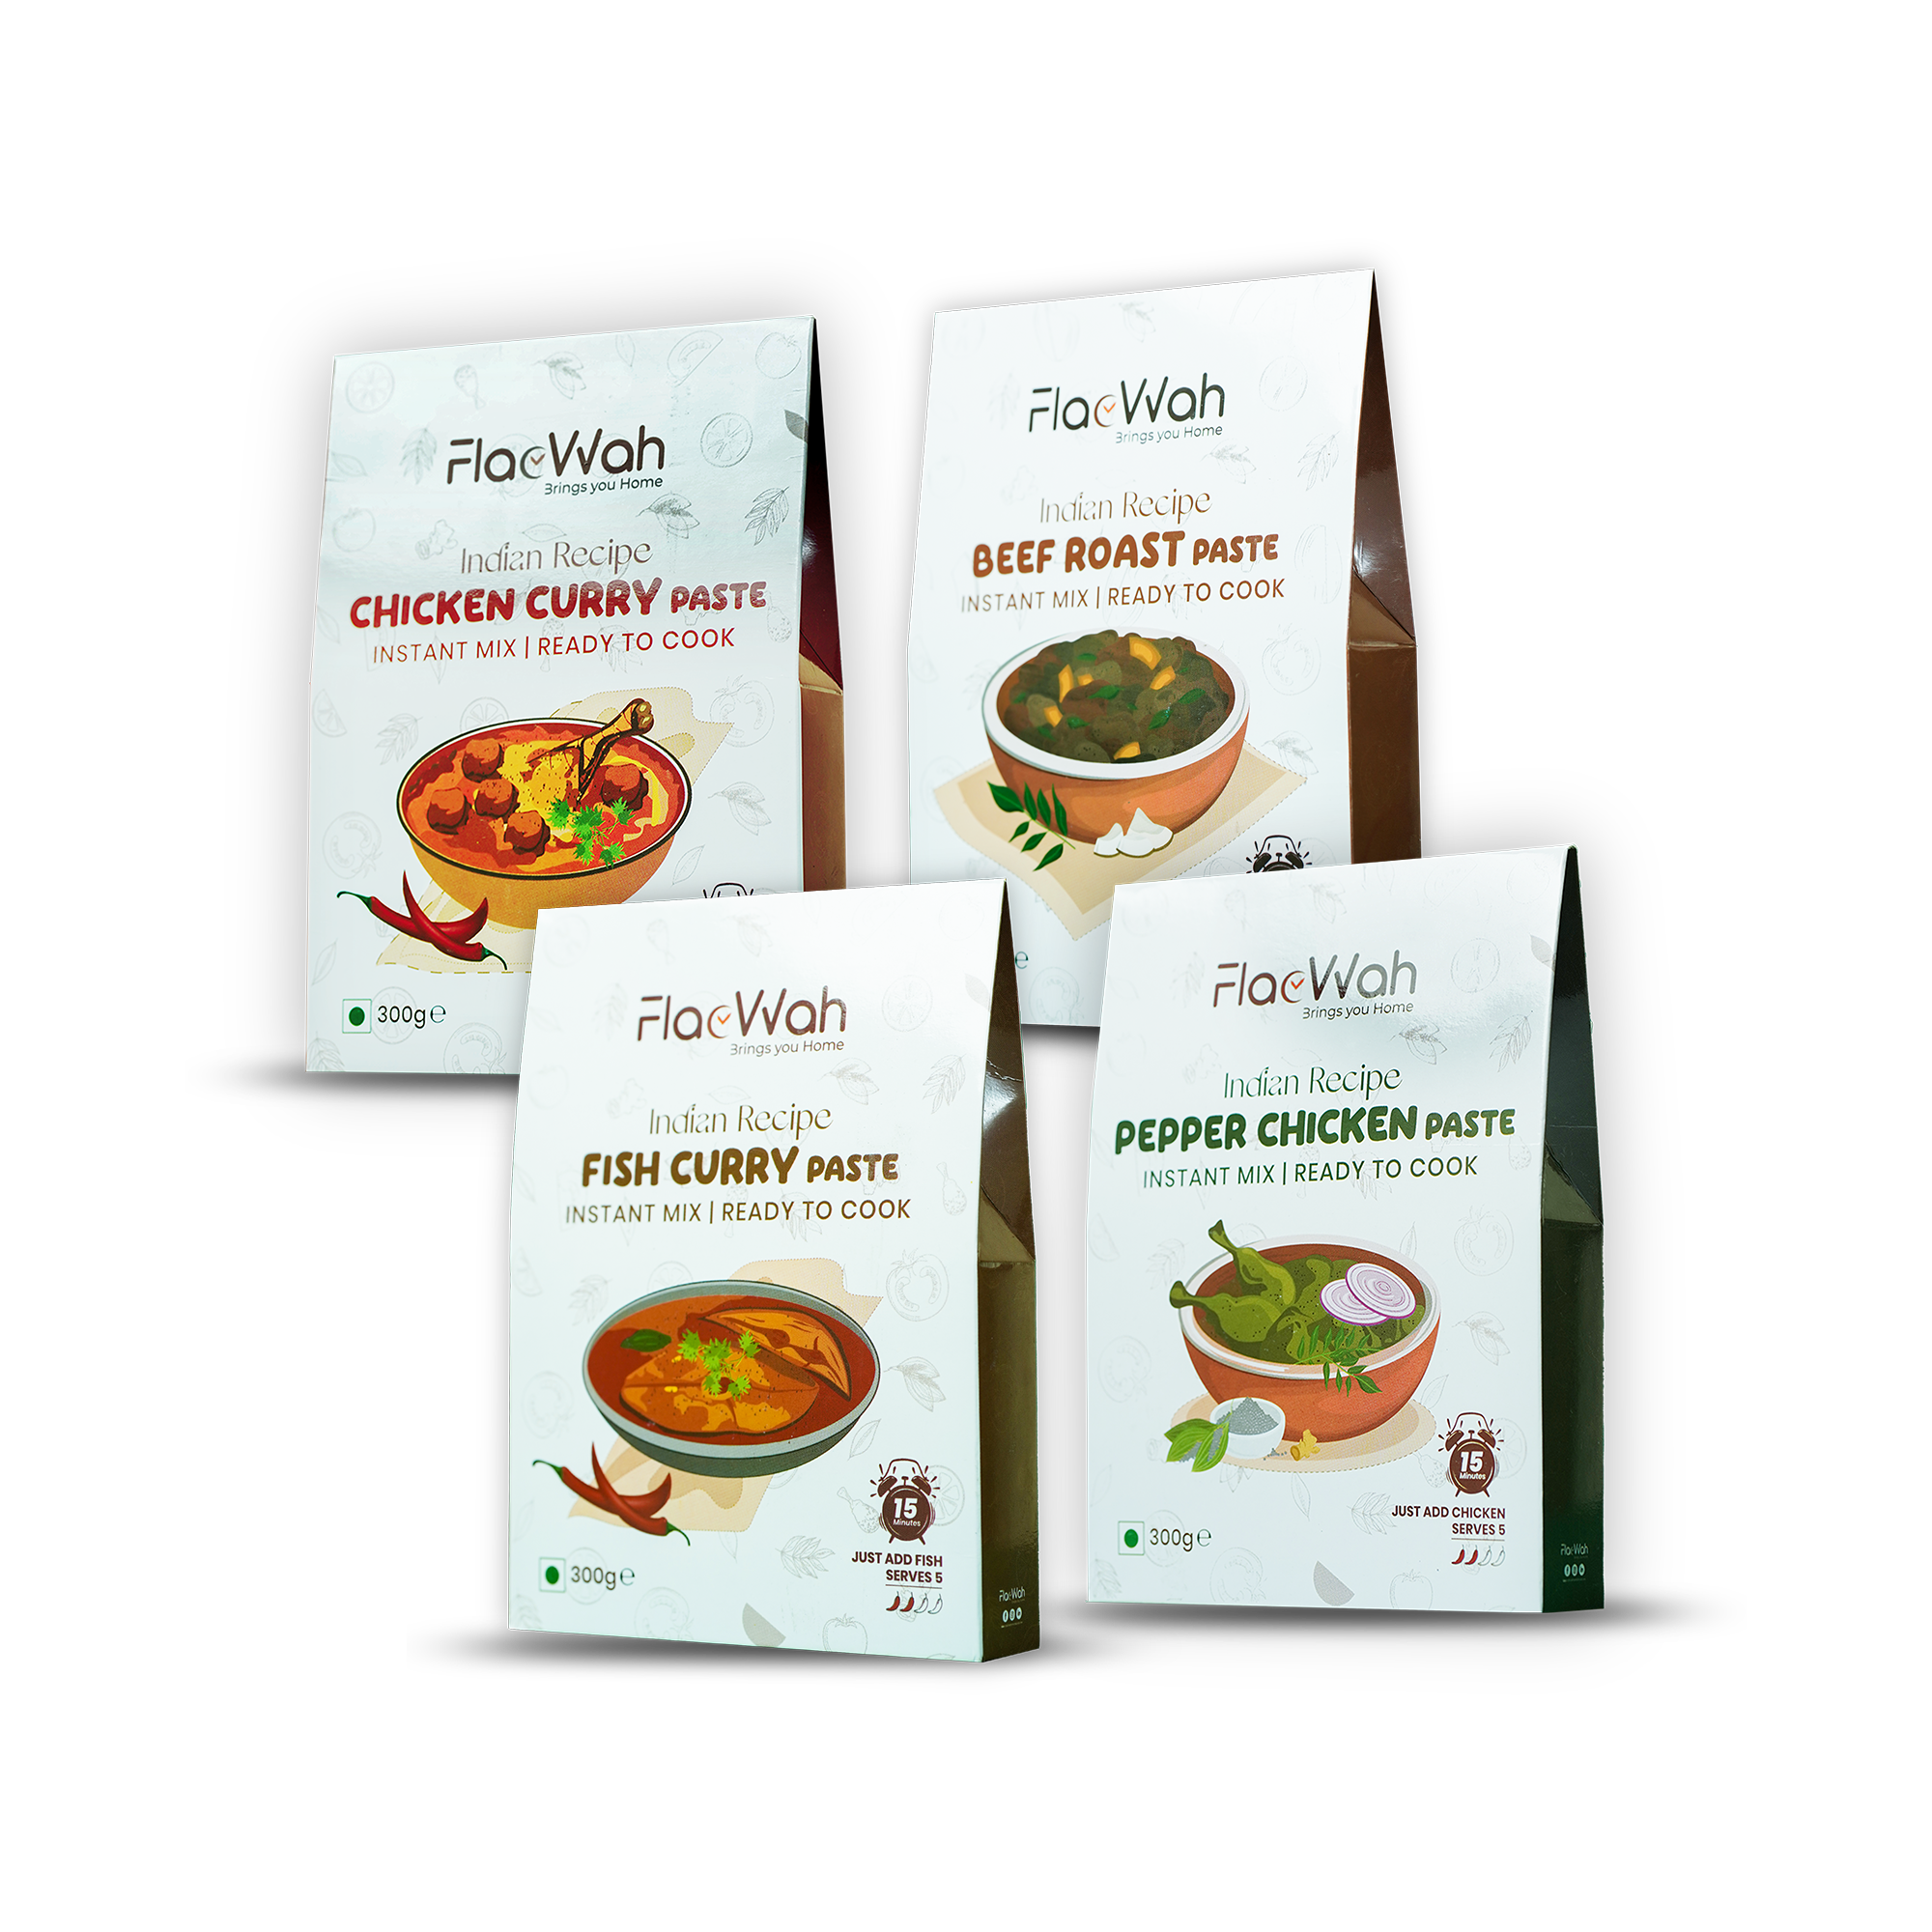 FlaeWah
Brings you Home
Indian Recipe
CHICKEN CURRY PASTE
INSTANT MIX | READY TO COOK
300g℮
FlaeWah
Brings you Home
Indian Recipe
BEEF ROAST PASTE
INSTANT MIX | READY TO COOK
℮
FlaeWah
Brings you Home
Indian Recipe
FISH CURRY PASTE
INSTANT MIX | READY TO COOK
15
Minutes
JUST ADD FISH
SERVES 5
300g℮
FlaeWah
FlaeWah
Brings you Home
Indian Recipe
PEPPER CHICKEN PASTE
INSTANT MIX | READY TO COOK
15
Minutes
JUST ADD CHICKEN
SERVES 5
300g℮
FlaeWah